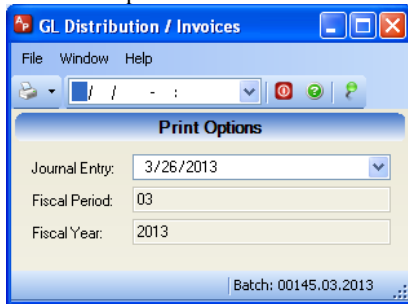 AP GL Distribution / Invoices
File Window Help
/ / - :
Print Options
Journal Entry: 3/26/2013
Fiscal Period: 03
Fiscal Year: 2013
Batch: 00145.03.2013